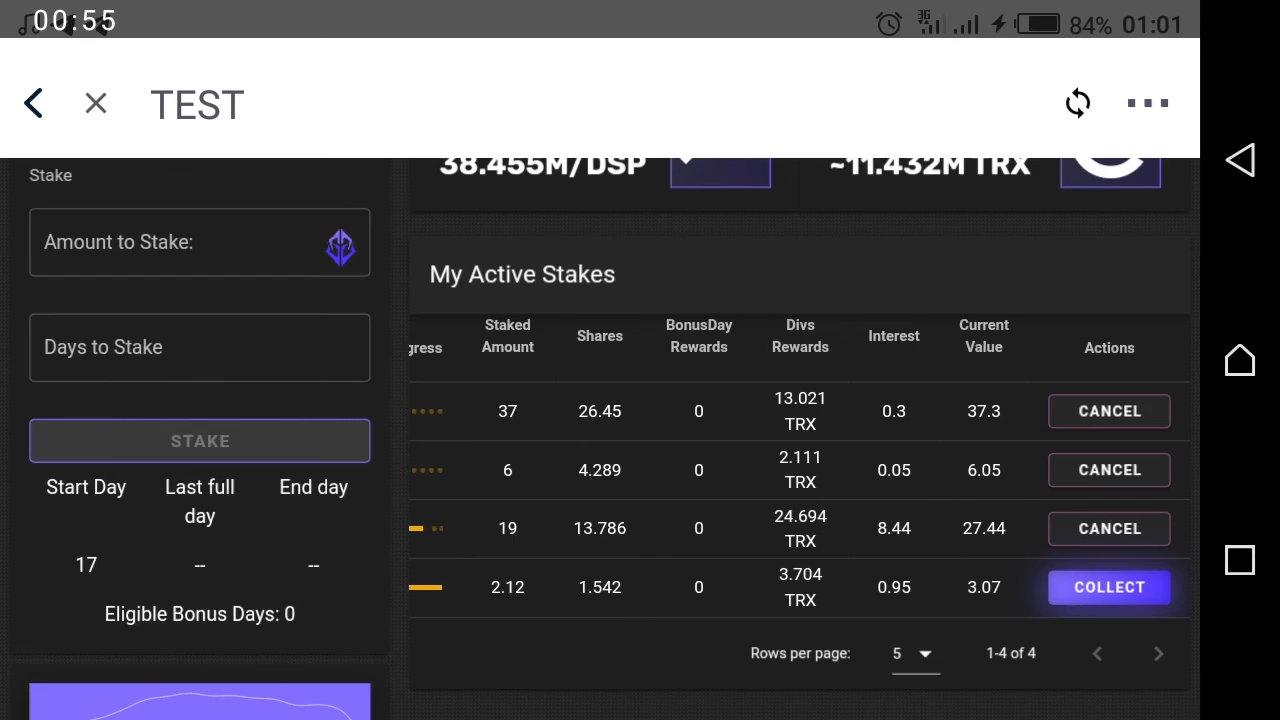 00:55
3G
84% 01:01
TEST
Stake
Amount to Stake:
Days to Stake
STAKE
Start Day
Last full
day
End day
17
--
--
Eligible Bonus Days: 0
38.455M/DSP
~11.432M TRX
My Active Stakes
gress
Staked
Amount
Shares
BonusDay
Rewards
Divs
Rewards
Interest
Current
Value
Actions
37 26.45 0 13.021 TRX 0.3 37.3 CANCEL
6 4.289 0 2.111 TRX 0.05 6.05 CANCEL
19 13.786 0 24.694 TRX 8.44 27.44 CANCEL
2.12 1.542 0 3.704 TRX 0.95 3.07 COLLECT
Rows per page: 5 1-4 of 4